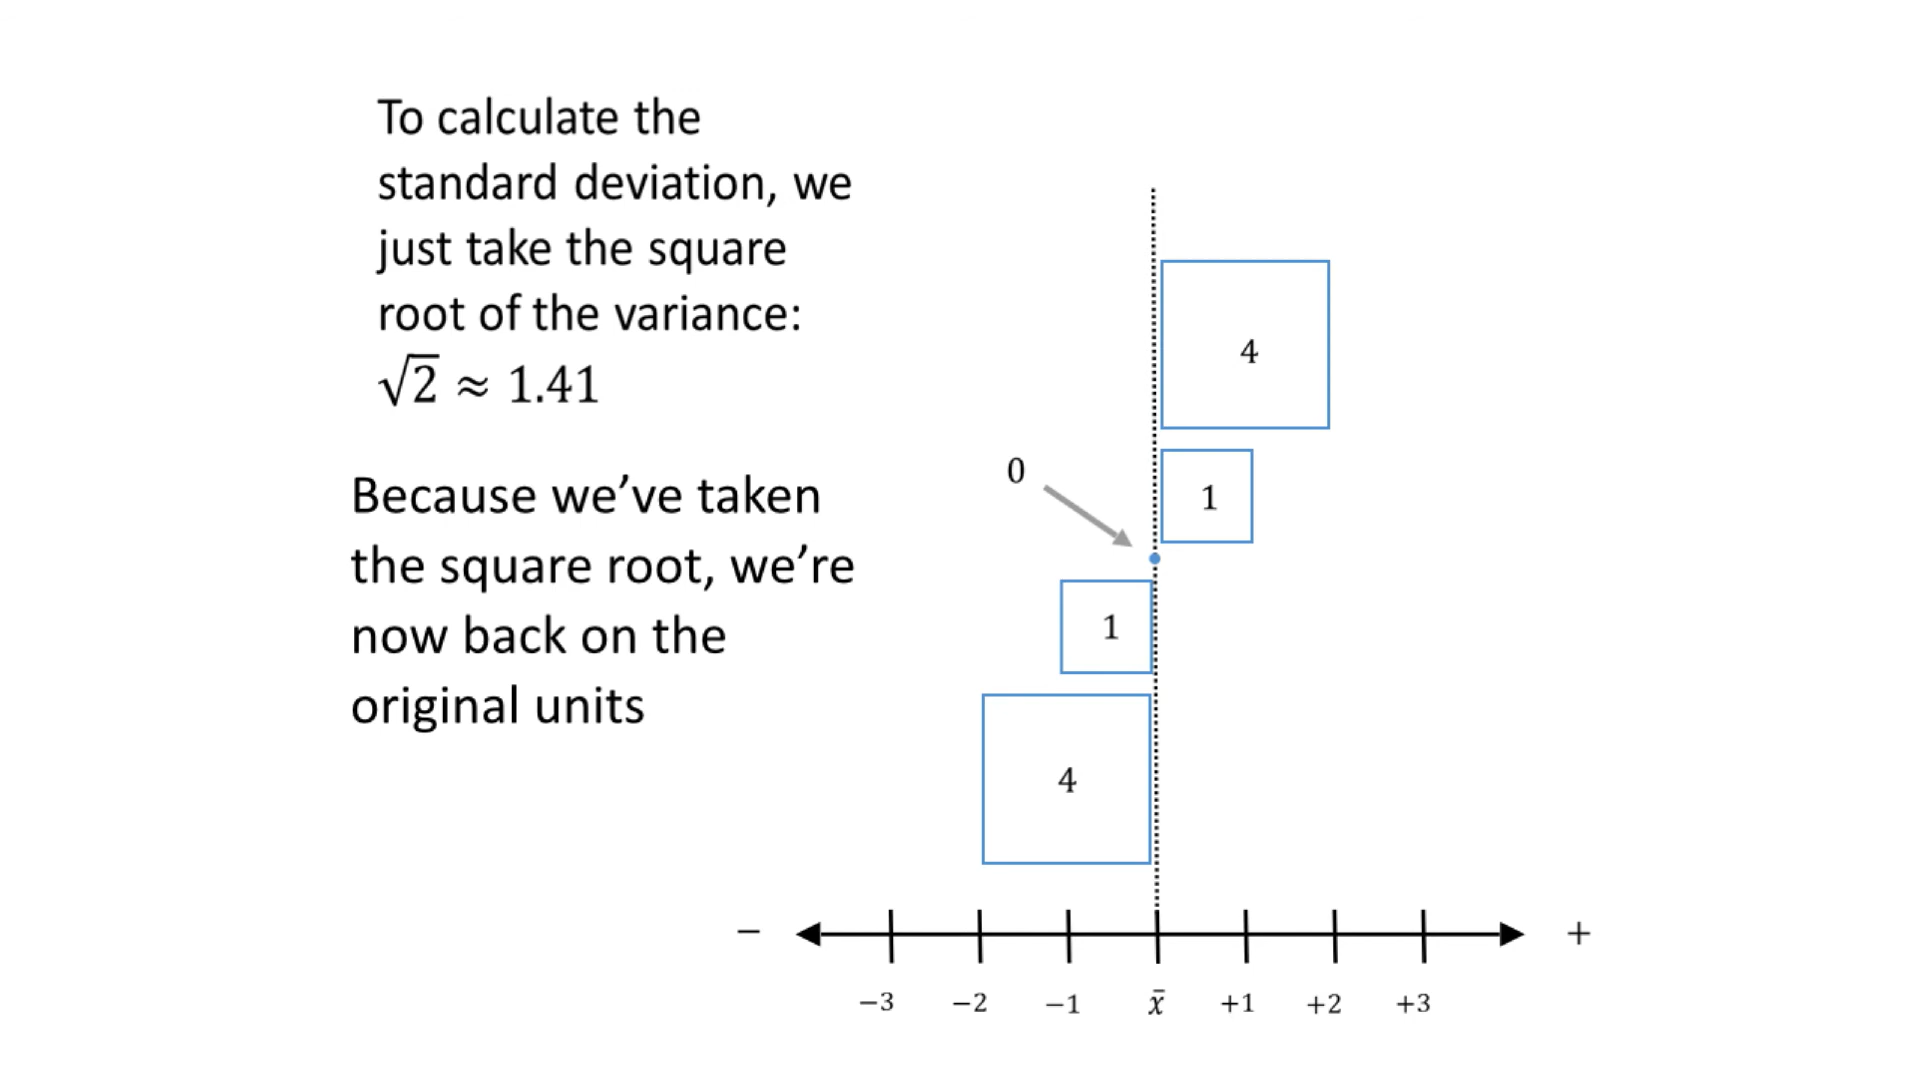 To calculate the
standard deviation, we
just take the square
root of the variance:
√2 ≈ 1.41
Because we’ve taken
the square root, we’re
now back on the
original units
4
0
1
1
4
− +
−3 −2 −1 x̄ +1 +2 +3